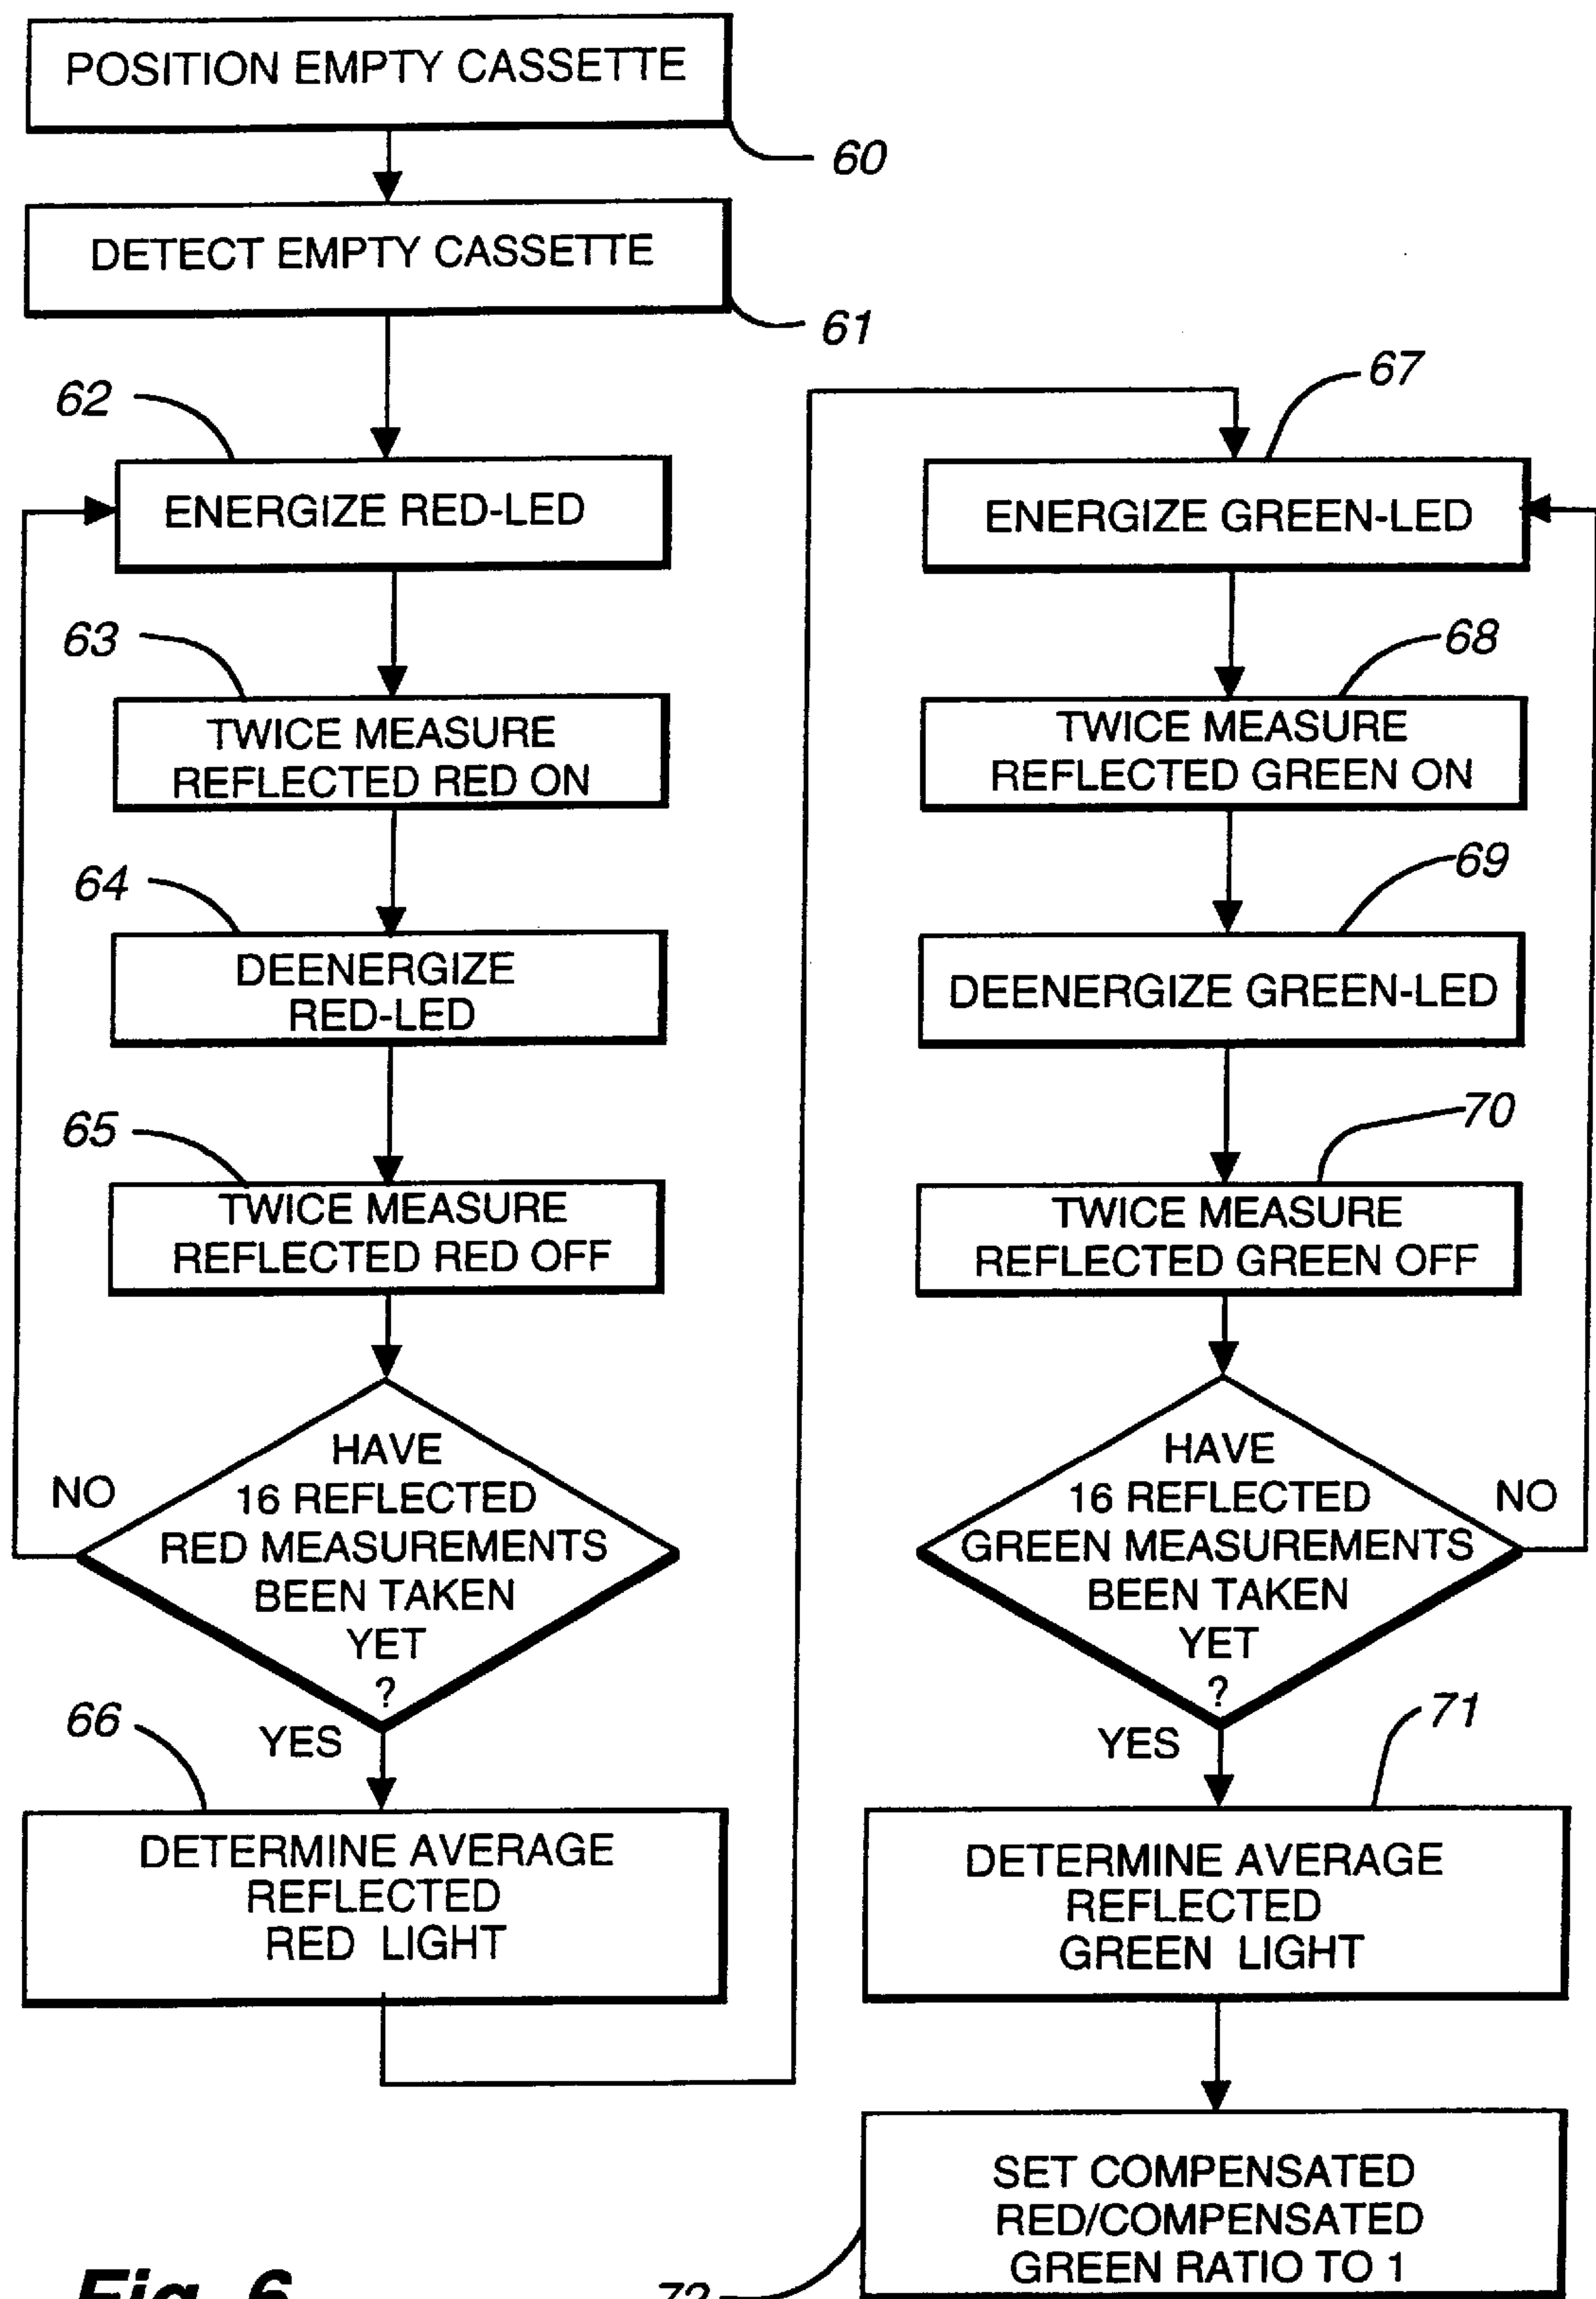 POSITION EMPTY CASSETTE
60
DETECT EMPTY CASSETTE
61
62
ENERGIZE RED-LED
63
TWICE MEASURE
REFLECTED RED ON
64
DEENERGIZE
RED-LED
65
TWICE MEASURE
REFLECTED RED OFF
HAVE
16 REFLECTED
RED MEASUREMENTS
BEEN TAKEN
YET
?
NO
YES
66
DETERMINE AVERAGE
REFLECTED
RED LIGHT
67
ENERGIZE GREEN-LED
68
TWICE MEASURE
REFLECTED GREEN ON
69
DEENERGIZE GREEN-LED
70
TWICE MEASURE
REFLECTED GREEN OFF
HAVE
16 REFLECTED
GREEN MEASUREMENTS
BEEN TAKEN
YET
?
NO
YES
71
DETERMINE AVERAGE
REFLECTED
GREEN LIGHT
SET COMPENSATED
RED/COMPENSATED
GREEN RATIO TO 1
72
Fig. 6